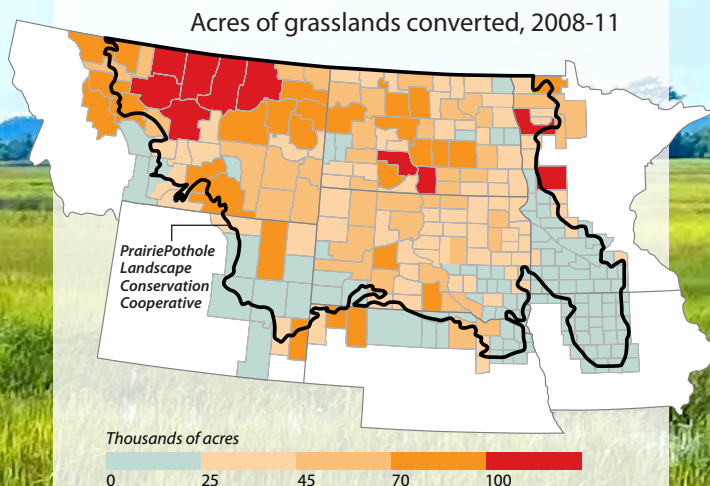 Acres of grasslands converted, 2008-11
PrairiePothole
Landscape
Conservation
Cooperative
Thousands of acres
0 25 45 70 100